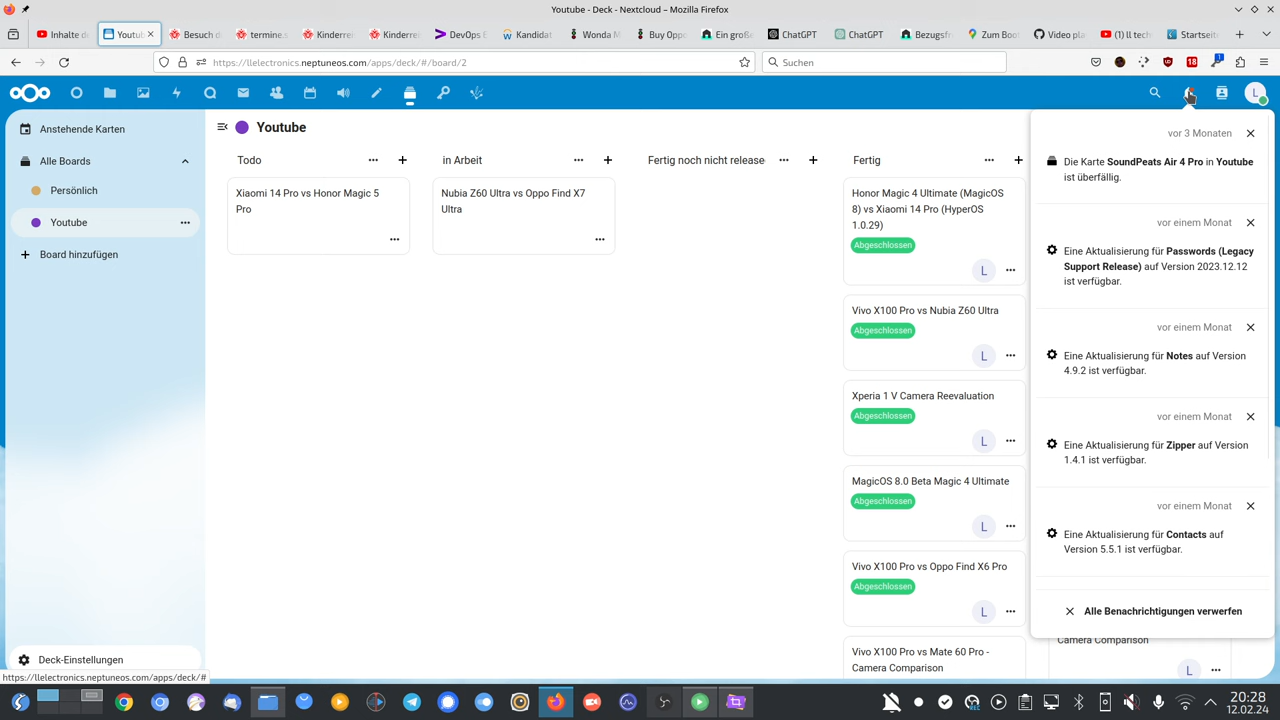 Youtube - Deck - Nextcloud – Mozilla Firefox
Inhalte de
Youtub
Besuch d
termine.s
Kinderrei
Kinderre
DevOps E
Kandidat
Wonda M
Buy Oppo
Ein große
ChatGPT
ChatGPT
Bezugsfr
Zum Boo
Video pla
(1) ll tech
Startseite
https://llelectronics.neptuneos.com/apps/deck/#/board/2
Suchen
18
1
L
Anstehende Karten
Alle Boards
Persönlich
Youtube
Board hinzufügen
Deck-Einstellungen
https://llelectronics.neptuneos.com/apps/deck/#
Youtube
Todo
Xiaomi 14 Pro vs Honor Magic 5
Pro
in Arbeit
Nubia Z60 Ultra vs Oppo Find X7
Ultra
Fertig noch nicht release
Fertig
Honor Magic 4 Ultimate (MagicOS
8) vs Xiaomi 14 Pro (HyperOS
1.0.29)
Abgeschlossen
L
Vivo X100 Pro vs Nubia Z60 Ultra
Abgeschlossen
L
Xperia 1 V Camera Reevaluation
Abgeschlossen
L
MagicOS 8.0 Beta Magic 4 Ultimate
Abgeschlossen
L
Vivo X100 Pro vs Oppo Find X6 Pro
Abgeschlossen
L
Vivo X100 Pro vs Mate 60 Pro -
Camera Comparison
vor 3 Monaten
Die Karte SoundPeats Air 4 Pro in Youtube
ist überfällig.
vor einem Monat
Eine Aktualisierung für Passwords (Legacy
Support Release) auf Version 2023.12.12
ist verfügbar.
vor einem Monat
Eine Aktualisierung für Notes auf Version
4.9.2 ist verfügbar.
vor einem Monat
Eine Aktualisierung für Zipper auf Version
1.4.1 ist verfügbar.
vor einem Monat
Eine Aktualisierung für Contacts auf
Version 5.5.1 ist verfügbar.
Alle Benachrichtigungen verwerfen
Camera Comparison
L
20:28
12.02.24